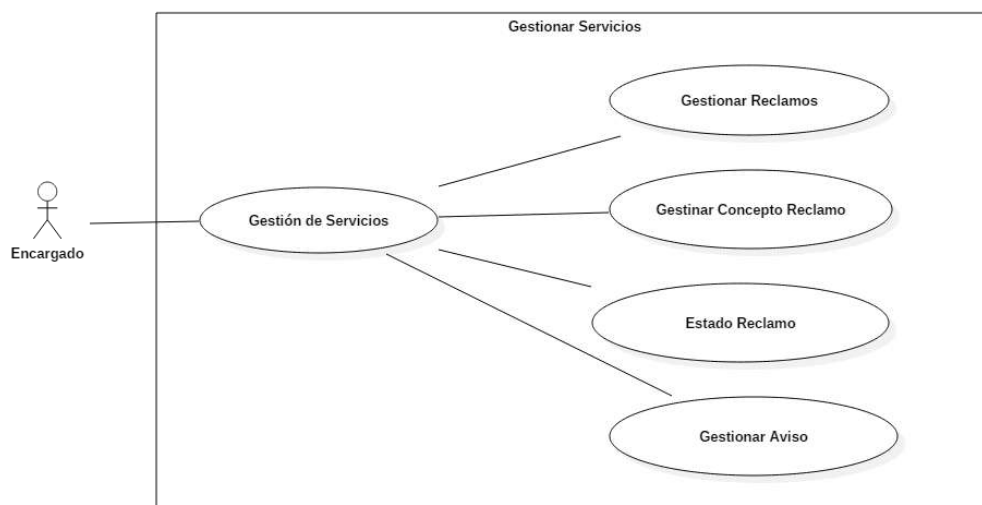 Gestionar Servicios
Gestionar Reclamos
Gestión de Servicios
Gestinar Concepto Reclamo
Encargado
Estado Reclamo
Gestionar Aviso